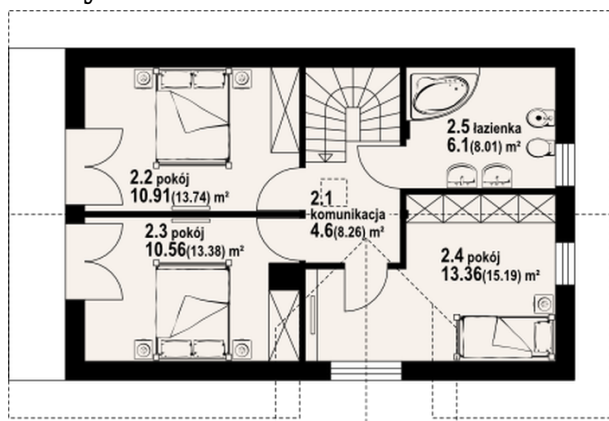 2.2 pokój
10.91(13.74) m²
2.1
komunikacja
4.6(8.26) m²
2.5 łazienka
6.1(8.01) m²
2.3 pokój
10.56(13.38) m²
2.4 pokój
13.36(15.19) m²